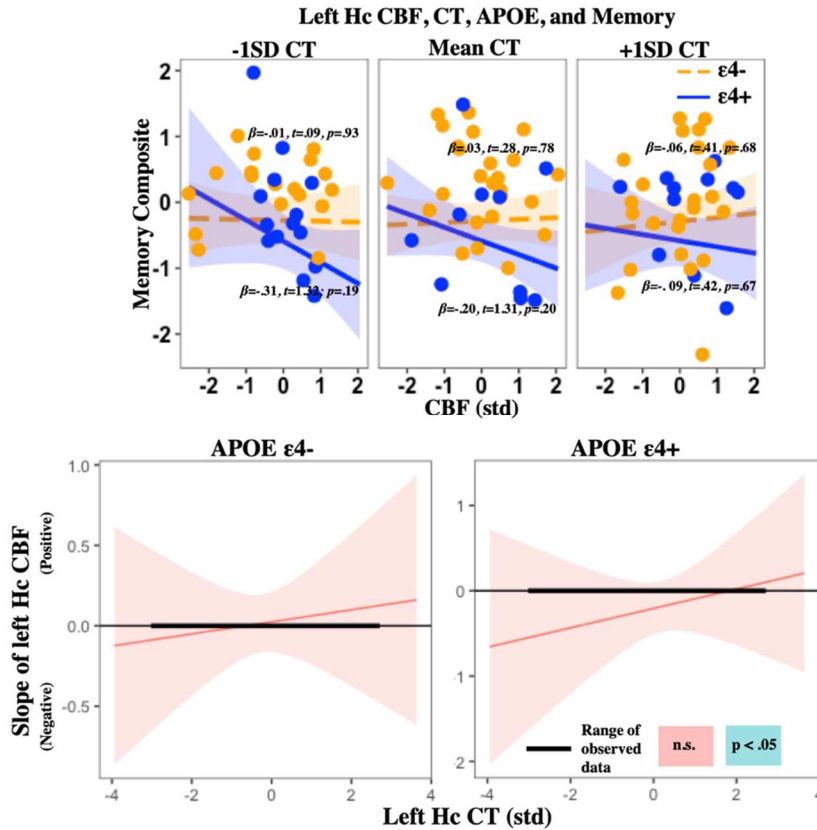 Left Hc CBF, CT, APOE, and Memory
-1SD CT
Mean CT
+1SD CT
ε4-
ε4+
Memory Composite
2
1
0
-1
-2
β=-.01, t=.09, p=.93
β=-.31, t=1.32, p=.19
β=.03, t=.28, p=.78
β=-.20, t=1.31, p=.20
β=-.06, t=.41, p=.68
β=-.09, t=.42, p=.67
-2 -1 0 1 2
-2 -1 0 1 2
-2 -1 0 1 2
CBF (std)
APOE ε4-
APOE ε4+
Slope of left Hc CBF
(Negative)
(Positive)
1.0
0.5
0.0
-0.5
-4 -2 0 2 4
1
0
-1
-2
-4 -2 0 2 4
Range of
observed
data
n.s.
p < .05
Left Hc CT (std)